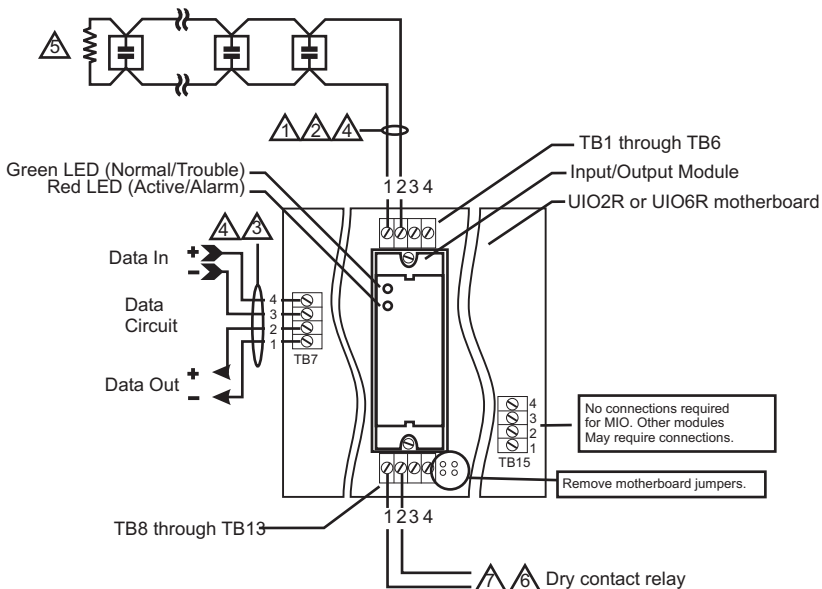 5
1 2 4
TB1 through TB6
Green LED (Normal/Trouble)
Input/Output Module
Red LED (Active/Alarm)
1 2 3 4
UIO2R or UIO6R motherboard
4 3
Data In + –
Data Circuit
4
3
2
1
TB7
Data Out + –
4
3
2
1
TB15
No connections required
for MIO. Other modules
May require connections.
Remove motherboard jumpers.
TB8 through TB13
1 2 3 4
7 6 Dry contact relay